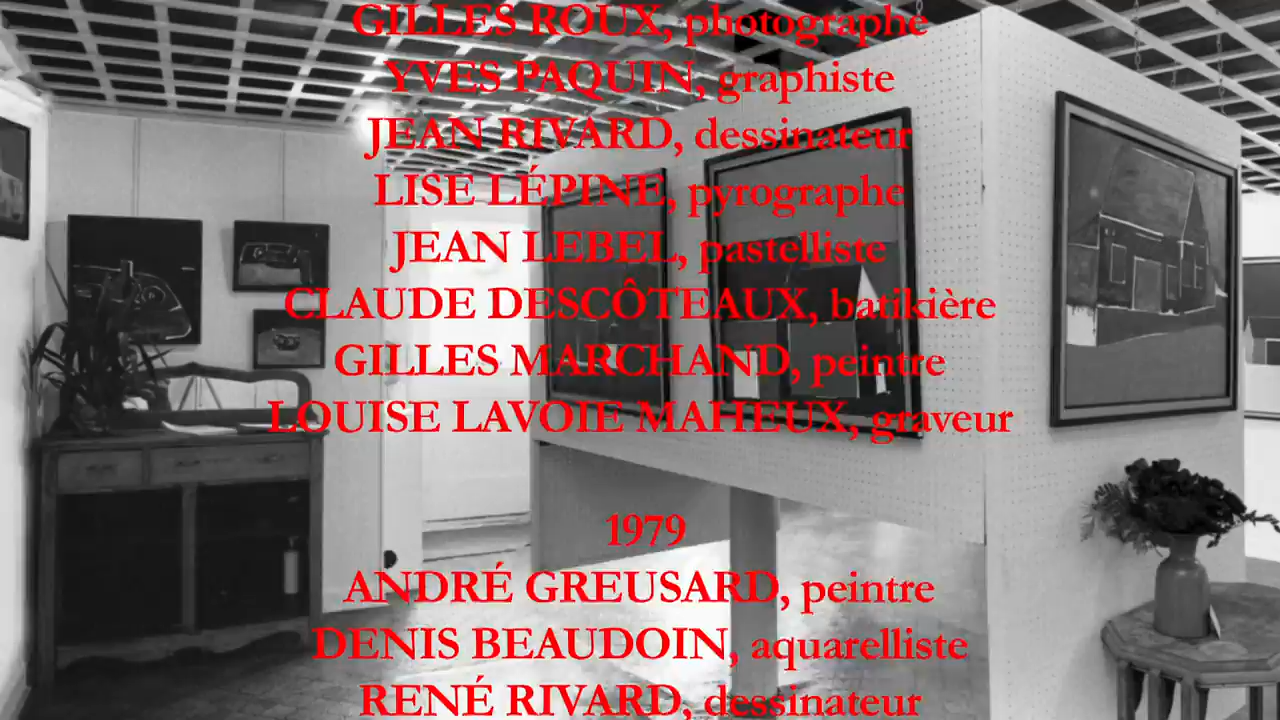 GILLES ROUX, photographe
YVES PAQUIN, graphiste
JEAN RIVARD, dessinateur
LISE LÉPINE, pyrographe
JEAN LEBEL, pastelliste
CLAUDE DESCÔTEAUX, batikière
GILLES MARCHAND, peintre
LOUISE LAVOIE MAHEUX, graveur
1979
ANDRÉ GREUSARD, peintre
DENIS BEAUDOIN, aquarelliste
RENÉ RIVARD, dessinateur